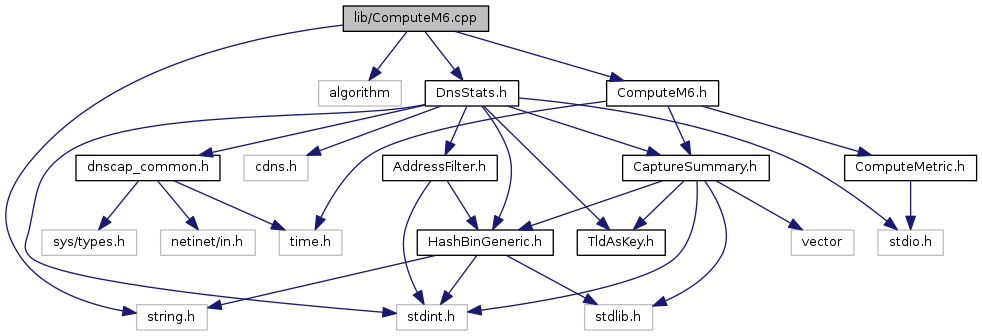 lib/ComputeM6.cpp
algorithm
DnsStats.h
ComputeM6.h
dnscap_common.h
cdns.h
AddressFilter.h
CaptureSummary.h
ComputeMetric.h
sys/types.h
netinet/in.h
time.h
HashBinGeneric.h
TldAsKey.h
vector
stdio.h
string.h
stdint.h
stdlib.h